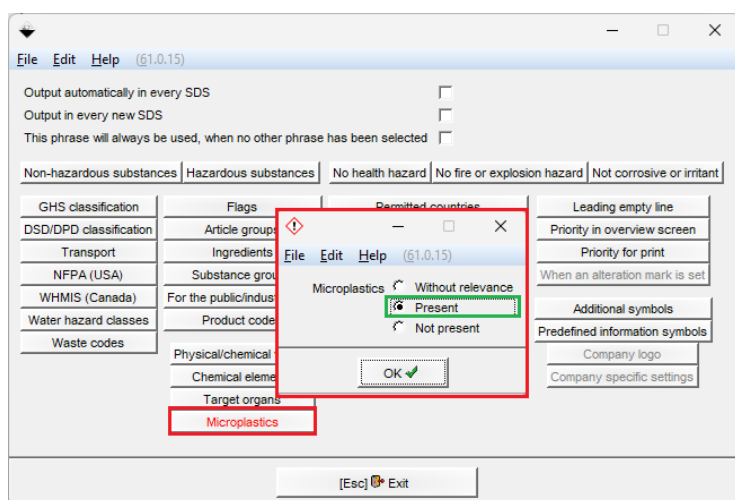 File Edit Help (61.0.15)
Output automatically in every SDS
Output in every new SDS
This phrase will always be used, when no other phrase has been selected
Non-hazardous substances Hazardous substances No health hazard No fire or explosion hazard Not corrosive or irritant
GHS classification Flags Permitted countries Leading empty line
DSD/DPD classification Article groups Priority in overview screen
Transport Ingredients Priority for print
NFPA (USA) Substance grou When an alteration mark is set
WHMIS (Canada) For the public/indust Additional symbols
Water hazard classes Product code Predefined information symbols
Waste codes Physical/chemical Company logo
Chemical eleme Company specific settings
Target organs
Microplastics
File Edit Help (61.0.15)
Microplastics Without relevance
Present
Not present
OK
[Esc] Exit